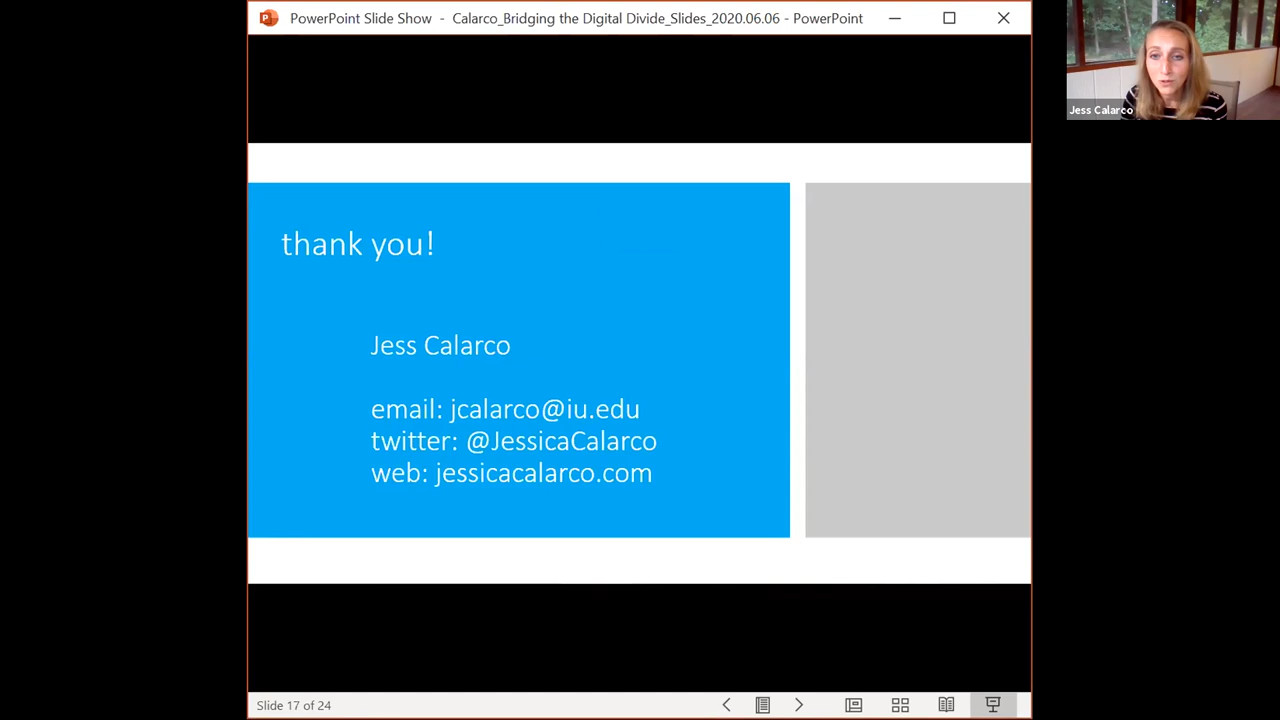 PowerPoint Slide Show - Calarco_Bridging the Digital Divide_Slides_2020.06.06 - PowerPoint
Jess Calarco
thank you!
Jess Calarco
email: jcalarco@iu.edu
twitter: @JessicaCalarco
web: jessicacalarco.com
Slide 17 of 24